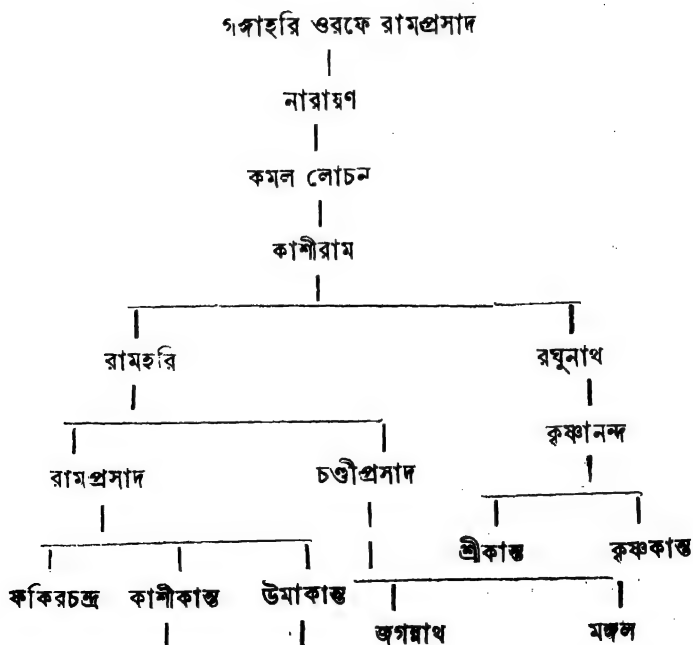 গঙ্গাহরি ওরফে রামপ্রসাদ
নারায়ণ
কমল লোচন
কাশীরাম
রামহরি রঘুনাথ
কৃষ্ণানন্দ
রামপ্রসাদ চণ্ডীপ্রসাদ
শ্রীকান্ত কৃষ্ণকান্ত
ফকিরচন্দ্র কাশীকান্ত উমাকান্ত
জগন্নাথ মঙ্গল